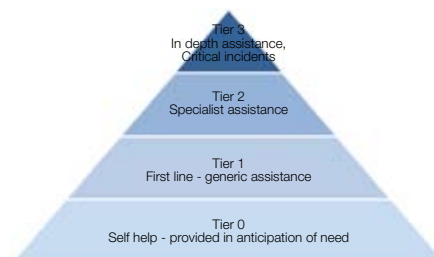 Tier 3
In depth assistance,
Critical incidents
Tier 2
Specialist assistance
Tier 1
First line - generic assistance
Tier 0
Self help - provided in anticipation of need